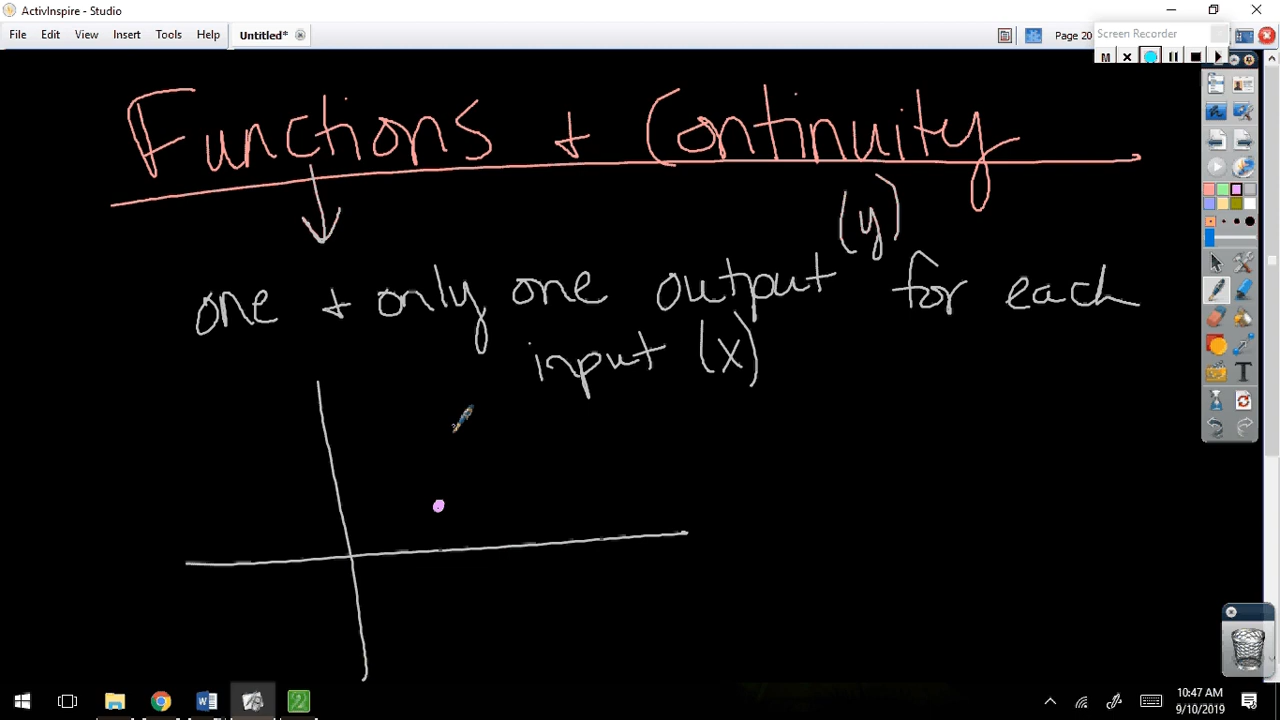 ActivInspire - Studio
File Edit View Insert Tools Help Untitled*
Page 20
Screen Recorder
M
Functions + Continuity
(y)
one + only one output for each
input (x)
T
W
2
10:47 AM
9/10/2019